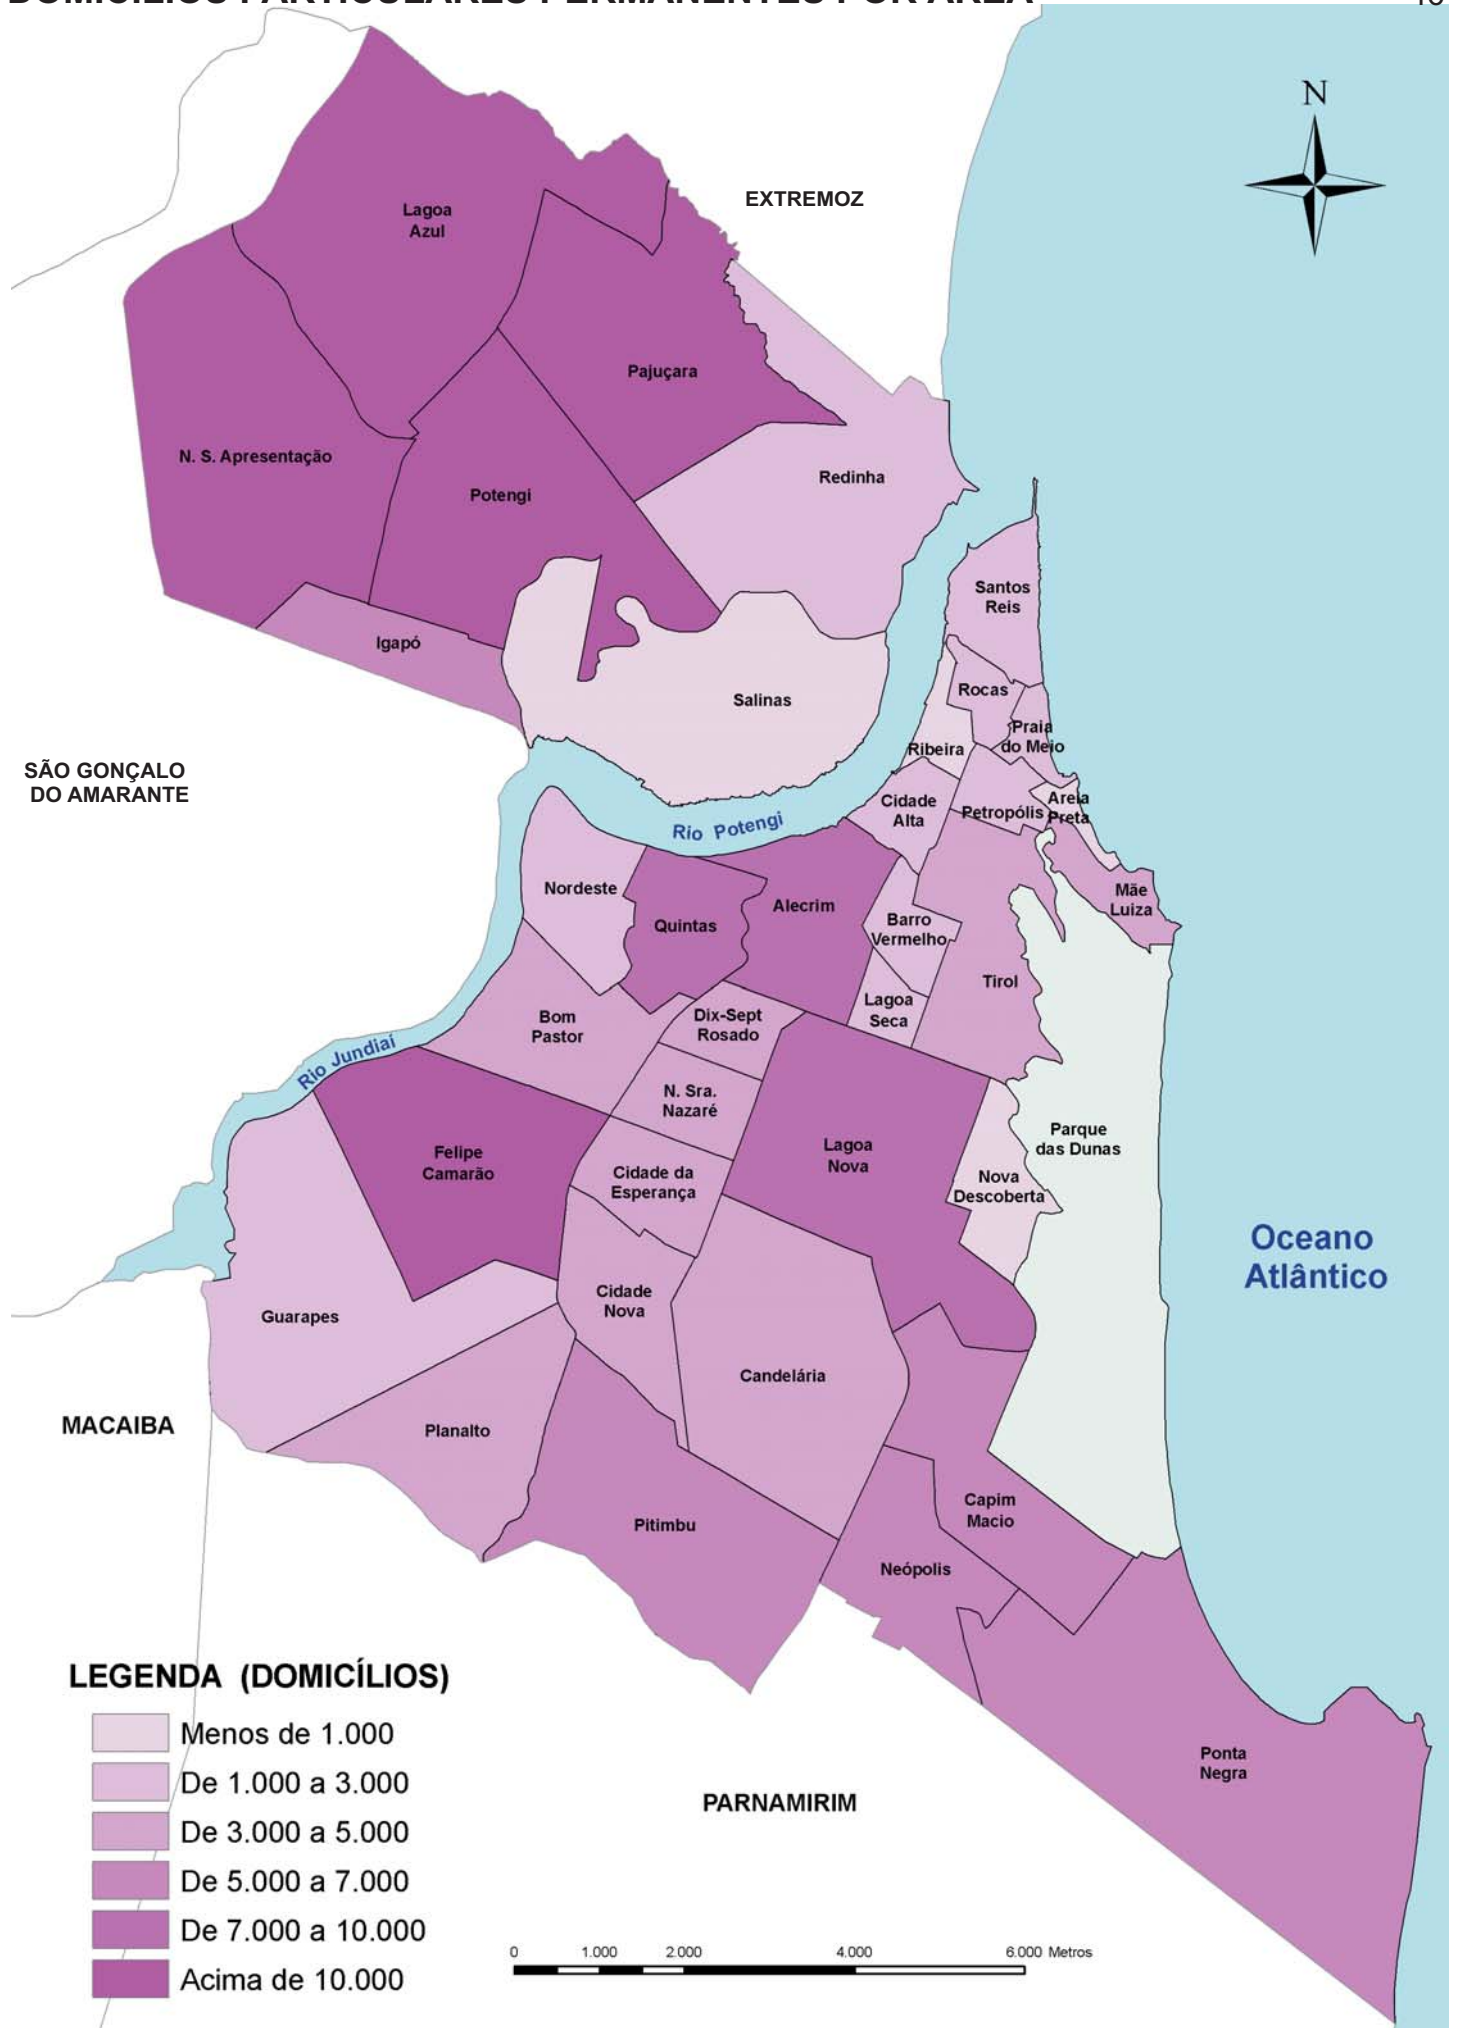 DOMICÍLIOS PARTICULARES PERMANENTES POR ÁREA
N
EXTREMOZ
Lagoa
Azul
Pajuçara
N. S. Apresentação
Potengi
Redinha
Santos
Reis
Igapó
Rocas
Salinas
Praia
do Meio
Ribeira
SÃO GONÇALO
DO AMARANTE
Cidade
Alta
Petropólis
Areia
Preta
Rio Potengi
Nordeste
Quintas
Alecrim
Barro
Vermelho
Mãe
Luiza
Tirol
Lagoa
Seca
Bom
Pastor
Dix-Sept
Rosado
Rio Jundiaí
N. Sra.
Nazaré
Felipe
Camarão
Cidade da
Esperança
Lagoa
Nova
Parque
das Dunas
Nova
Descoberta
Oceano
Atlântico
Guarapes
Cidade
Nova
Candelária
MACAIBA
Planalto
Pitimbu
Capim
Macio
Neópolis
Ponta
Negra
PARNAMIRIM
LEGENDA (DOMICÍLIOS)
Menos de 1.000
De 1.000 a 3.000
De 3.000 a 5.000
De 5.000 a 7.000
De 7.000 a 10.000
Acima de 10.000
0 1.000 2.000 4.000 6.000 Metros